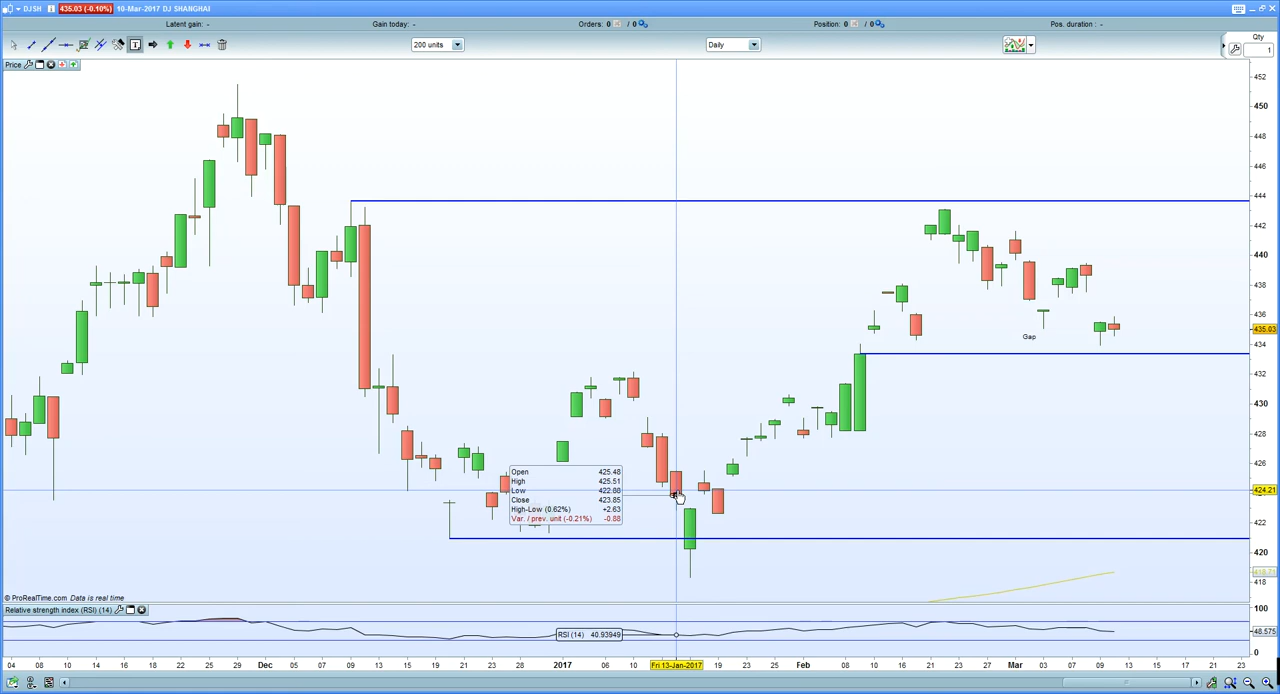 DJSH 435.03 (-0.10%) 10-Mar-2017 DJ SHANGHAI
Latent gain: - Gain today: - Orders: 0 / 0 Position: 0 / 0 Pos. duration : -
200 units Daily Qty
1
Price
452
450
448
446
444
442
440
438
436
435.03
434
432
430
428
426
424.21
422
420
418
Gap
Open 425.48
High 425.51
Low 422.88
Close 423.85
High-Low (0.62%) +2.63
Var. / prev. unit (-0.21%) -0.88
© ProRealTime.com Data is real time
Relative strength index (RSI) (14)
100
RSI (14) 40.93949
48.575
0
04 08 10 14 16 18 22 25 29 Dec 05 07 09 13 15 19 21 23 28 2017 06 10 Fri 13-Jan-2017 19 23 25 Feb 08 10 14 16 21 23 27 Mar 03 07 09 13 15 17 21 23